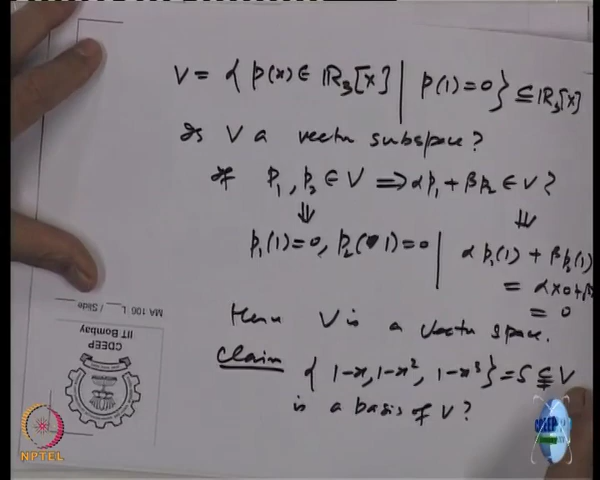 V = { p(x) ∈ ℝ₃[x] | p(1) = 0 } ⊆ ℝ₃[x]
Is V a vector subspace?
If p₁, p₂ ∈ V ⟹ αp₁ + βp₂ ∈ V?
⇓ ⇓
p₁(1) = 0, p₂(1) = 0 | αp₁(1) + βp₂(1)
= α×0 + β
= 0
Hence V is a vector space.
Claim { 1-x, 1-x², 1-x³ } = S ⊊ V
is a basis of V?
MA 106 L / Slide
IIT Bombay
CDEEP
NPTEL
CDEEP